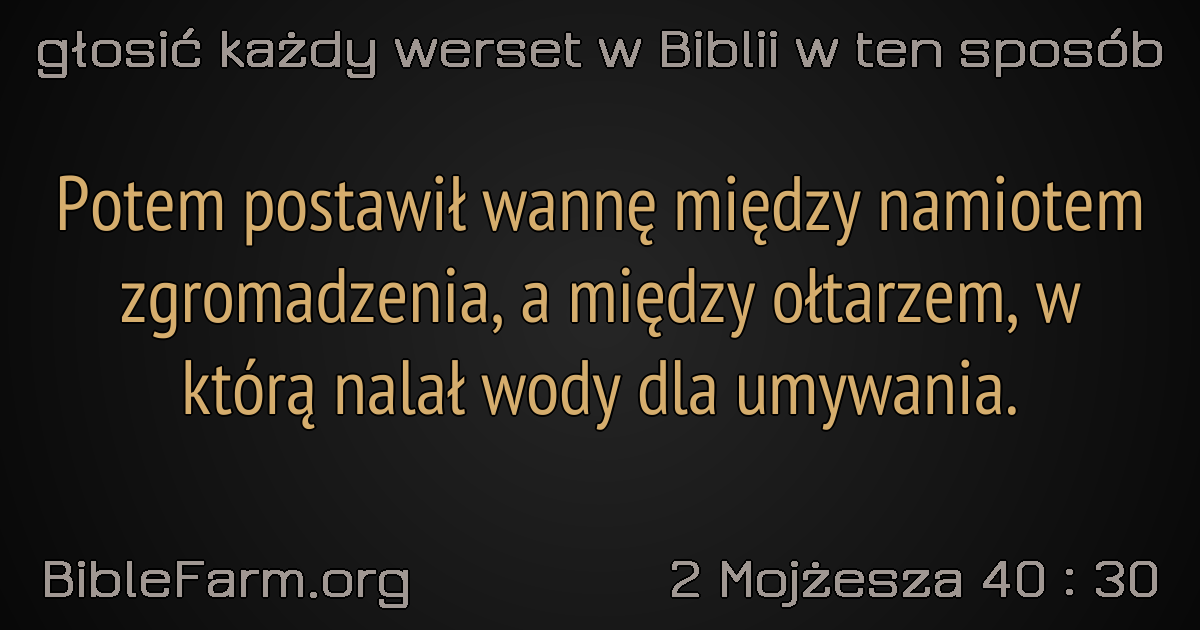 głosić każdy werset w Biblii w ten sposób
Potem postawił wannę między namiotem
zgromadzenia, a między ołtarzem, w
którą nalał wody dla umywania.
BibleFarm.org
2 Mojżesza 40 : 30